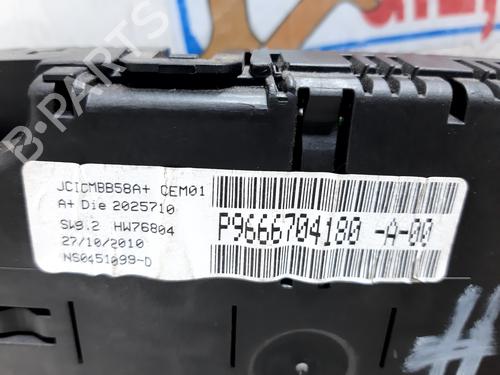 B-PARTS
JCICMBB58A+ CEM01
A+ Die 2025710
SW9.2 HW76804
27/10/2010
NS0451099-D
P9666704180 -A-00